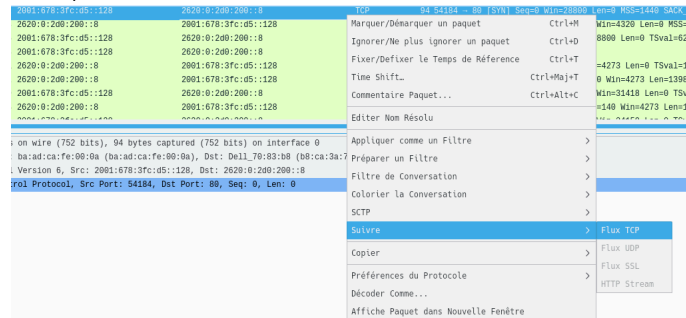 2001:678:3fc:d5::128 2620:0:2d0:200::8 TCP 94 54184 → 80 [SYN] Seq=0 Win=28800 Len=0 MSS=1440 SACK_
2620:0:2d0:200::8 2001:678:3fc:d5::128 Win=4320 Len=0 MSS=
2001:678:3fc:d5::128 2620:0:2d0:200::8 8800 Len=0 TSval=62
2001:678:3fc:d5::128 2620:0:2d0:200::8
2620:0:2d0:200::8 2001:678:3fc:d5::128 =4273 Len=0 TSval=1
2620:0:2d0:200::8 2001:678:3fc:d5::128 0 Win=4273 Len=1398
2001:678:3fc:d5::128 2620:0:2d0:200::8 Win=31418 Len=0 TSv
2620:0:2d0:200::8 2001:678:3fc:d5::128 =140 Win=4273 Len=1
s on wire (752 bits), 94 bytes captured (752 bits) on interface 0
ba:ad:ca:fe:00:0a (ba:ad:ca:fe:00:0a), Dst: Dell_70:83:b8 (b8:ca:3a:7
Version 6, Src: 2001:678:3fc:d5::128, Dst: 2620:0:2d0:200::8
rol Protocol, Src Port: 54184, Dst Port: 80, Seq: 0, Len: 0
Marquer/Démarquer un paquet Ctrl+M
Ignorer/Ne plus ignorer un paquet Ctrl+D
Fixer/Defixer le Temps de Réference Ctrl+T
Time Shift… Ctrl+Maj+T
Commentaire Paquet... Ctrl+Alt+C
Editer Nom Résolu
Appliquer comme un Filtre >
Préparer un Filtre >
Filtre de Conversation >
Colorier la Conversation >
SCTP >
Suivre >
Copier >
Préférences du Protocole >
Décoder Comme...
Affiche Paquet dans Nouvelle Fenêtre
Flux TCP
Flux UDP
Flux SSL
HTTP Stream